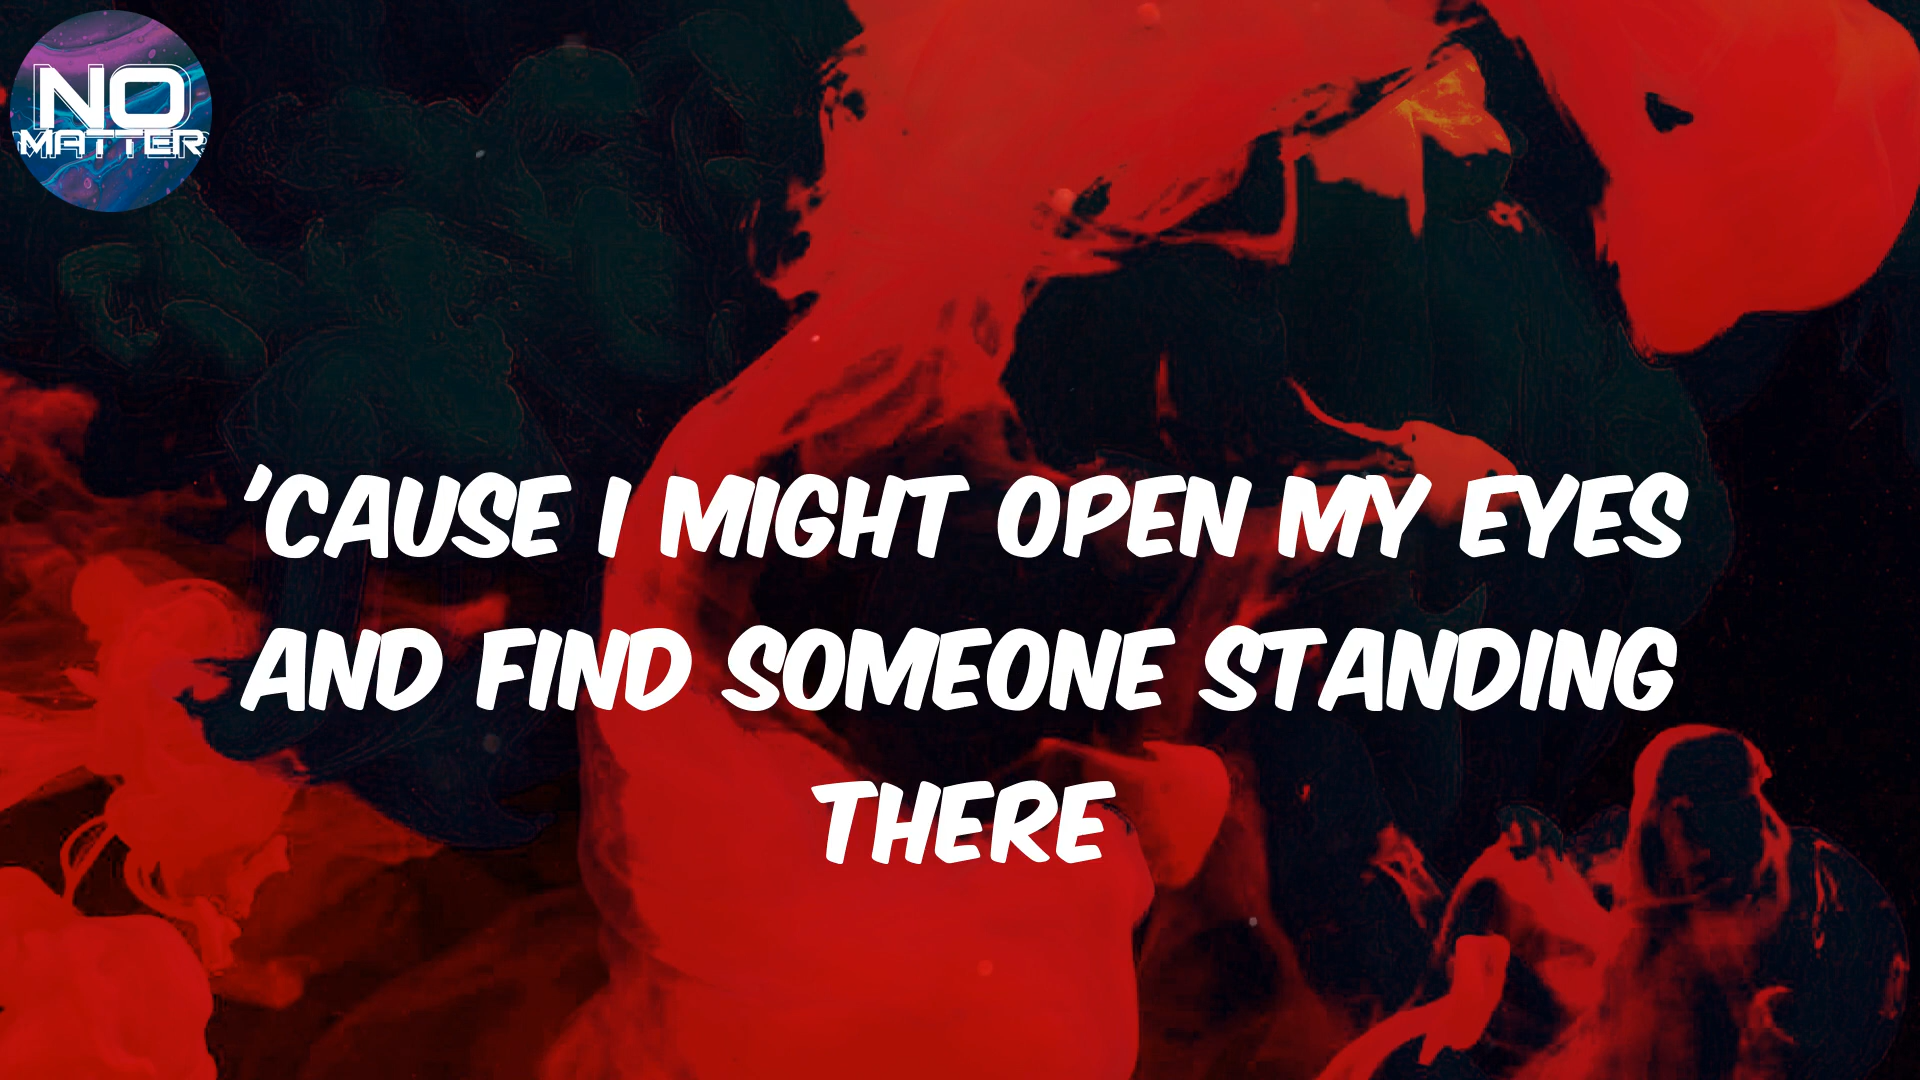 NO
MATTER
'CAUSE I MIGHT OPEN MY EYES
AND FIND SOMEONE STANDING
THERE